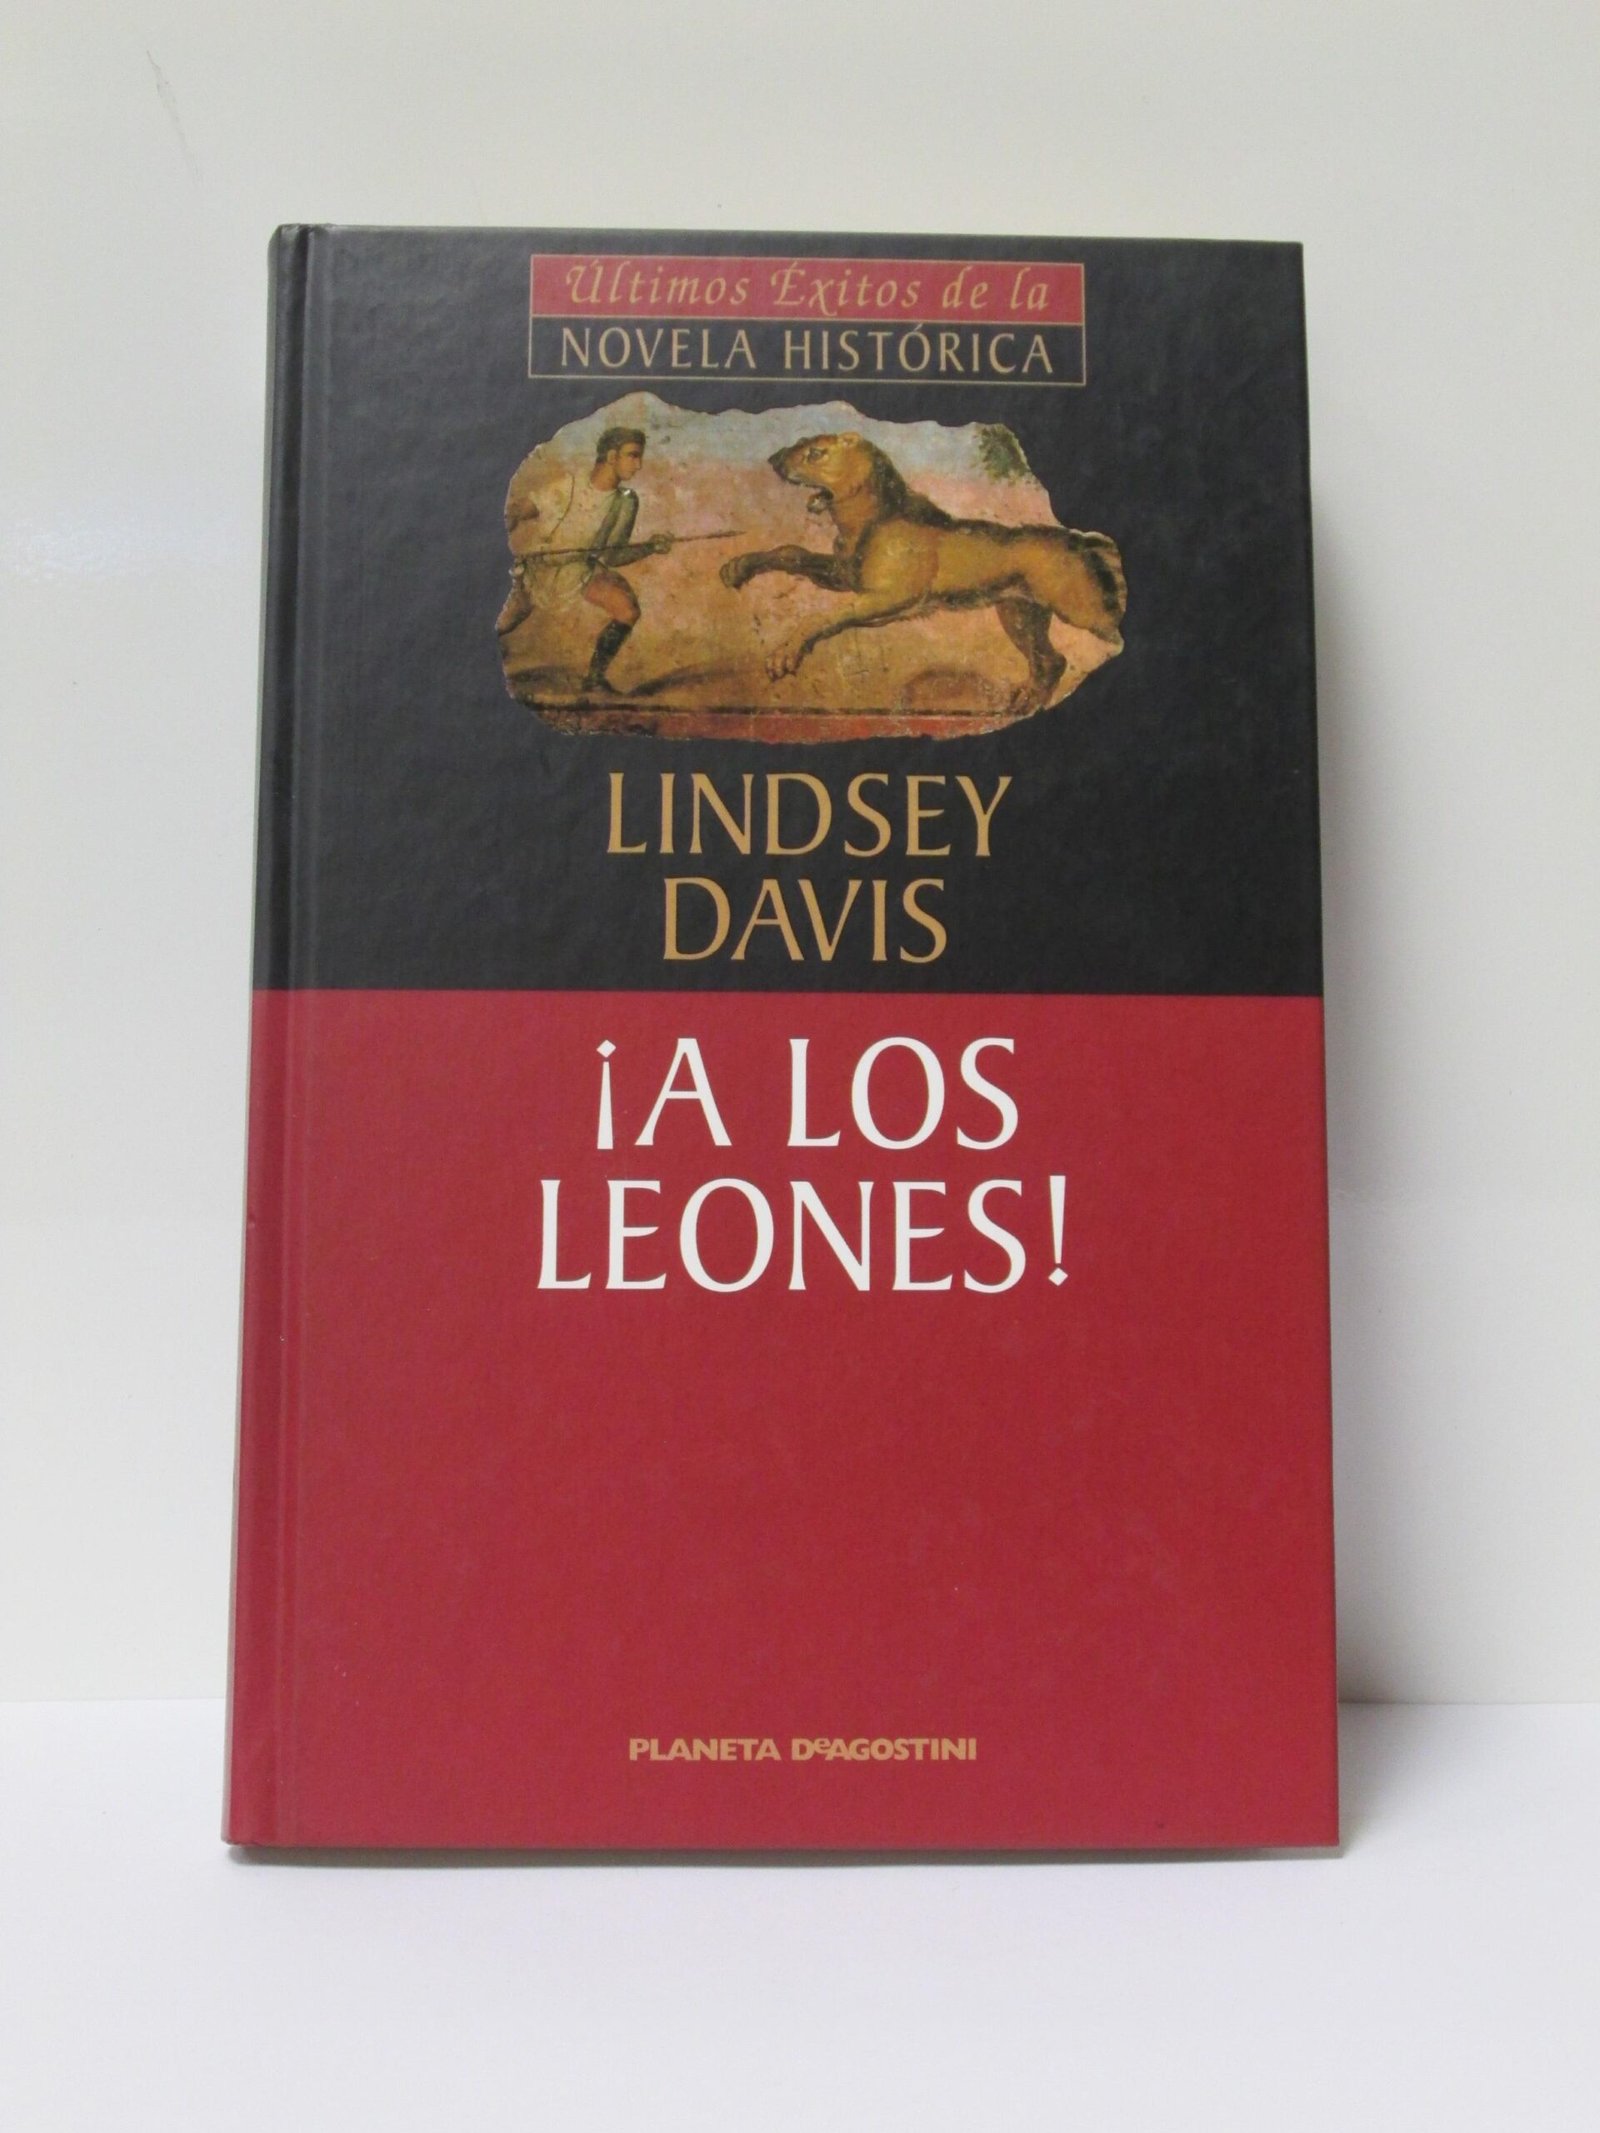 Últimos Éxitos de la
NOVELA HISTÓRICA
LINDSEY
DAVIS
¡A LOS
LEONES!
PLANETA DeAGOSTINI